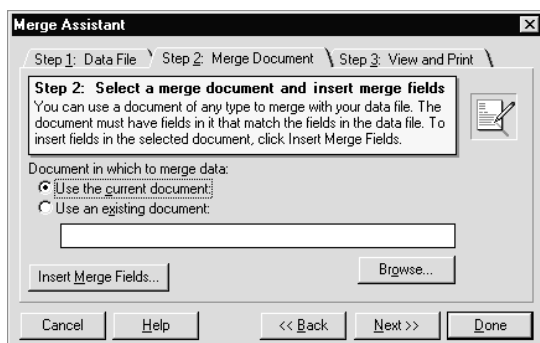 Merge Assistant
Step 1: Data File
Step 2: Merge Document
Step 3: View and Print
Step 2: Select a merge document and insert merge fields
You can use a document of any type to merge with your data file. The
document must have fields in it that match the fields in the data file. To
insert fields in the selected document, click Insert Merge Fields.
Document in which to merge data:
Use the current document:
Use an existing document:
Insert Merge Fields...
Browse...
Cancel
Help
<< Back
Next >>
Done